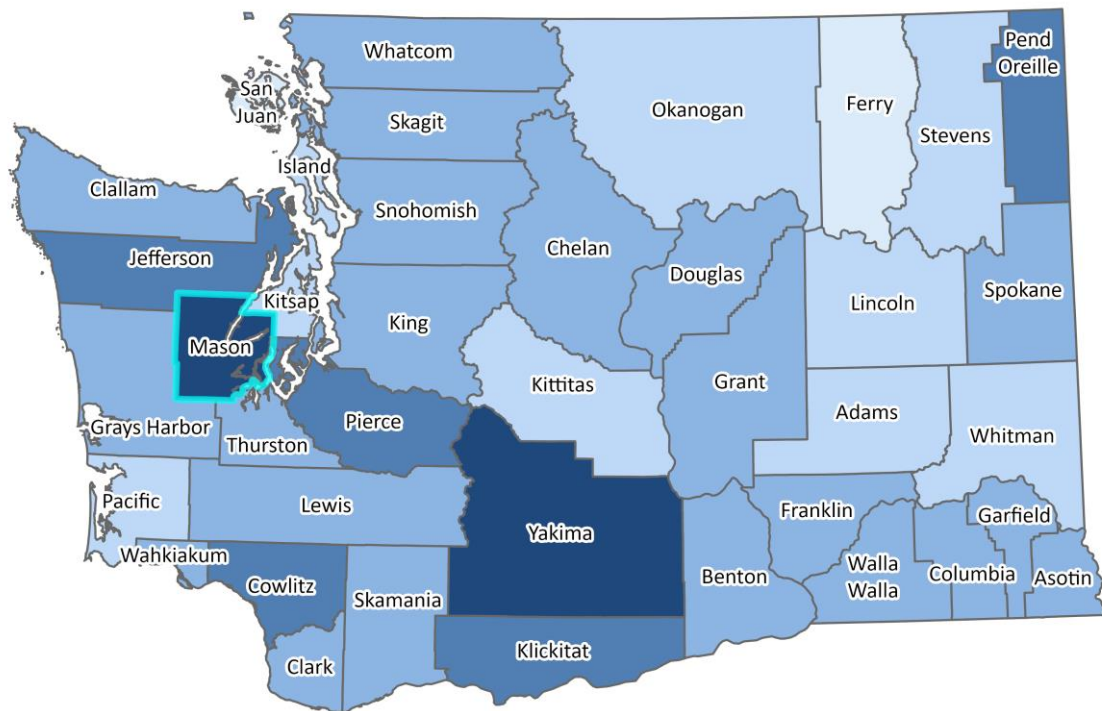 Whatcom
Pend
Oreille
San
Juan
Okanogan
Ferry
Skagit
Stevens
Island
Clallam
Snohomish
Chelan
Jefferson
Douglas
Kitsap
Lincoln
Spokane
King
Mason
Kittitas
Grant
Adams
Pierce
Grays Harbor
Thurston
Whitman
Pacific
Lewis
Franklin
Garfield
Yakima
Wahkiakum
Walla
Walla
Benton
Columbia
Asotin
Cowlitz
Skamania
Klickitat
Clark